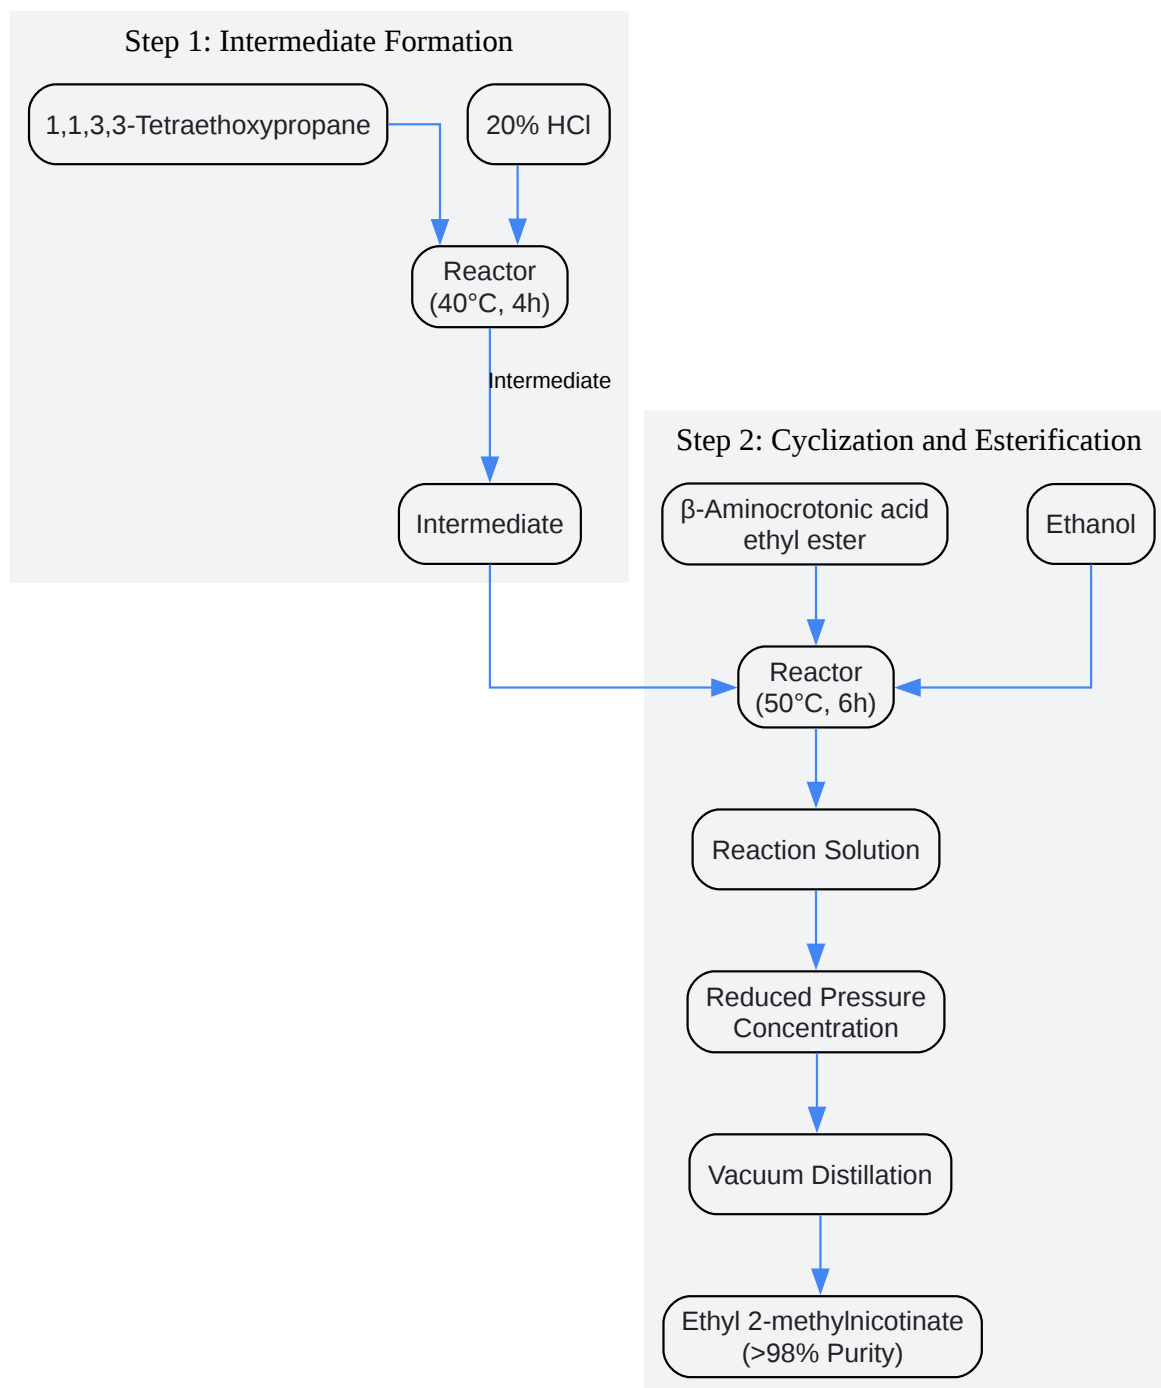 Step 1: Intermediate Formation
1,1,3,3-Tetraethoxypropane
20% HCl
Reactor
(40°C, 4h)
Intermediate
Intermediate
Step 2: Cyclization and Esterification
β-Aminocrotonic acid
ethyl ester
Ethanol
Reactor
(50°C, 6h)
Reaction Solution
Reduced Pressure
Concentration
Vacuum Distillation
Ethyl 2-methylnicotinate
(>98% Purity)